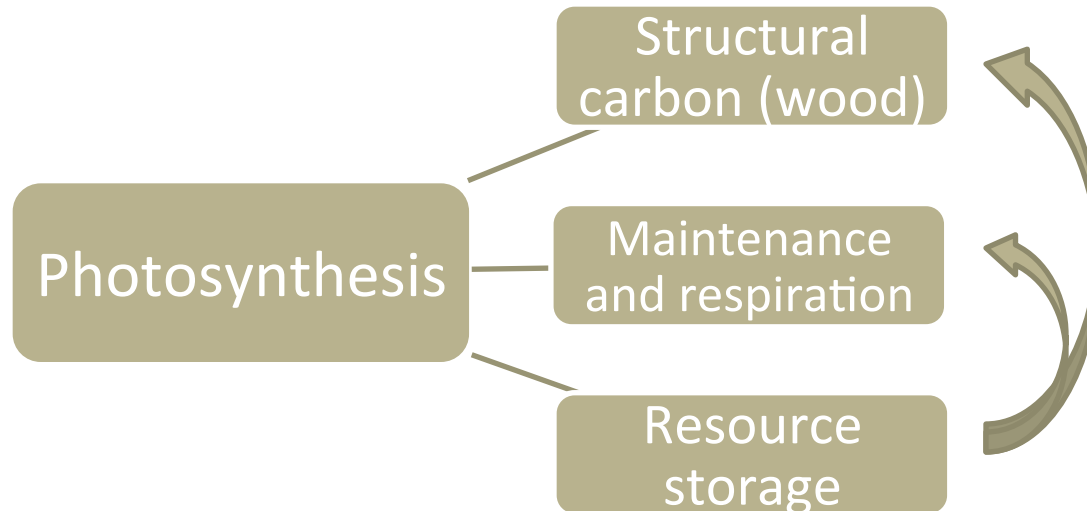 Structural
carbon (wood)
Photosynthesis
Maintenance
and respiration
Resource
storage